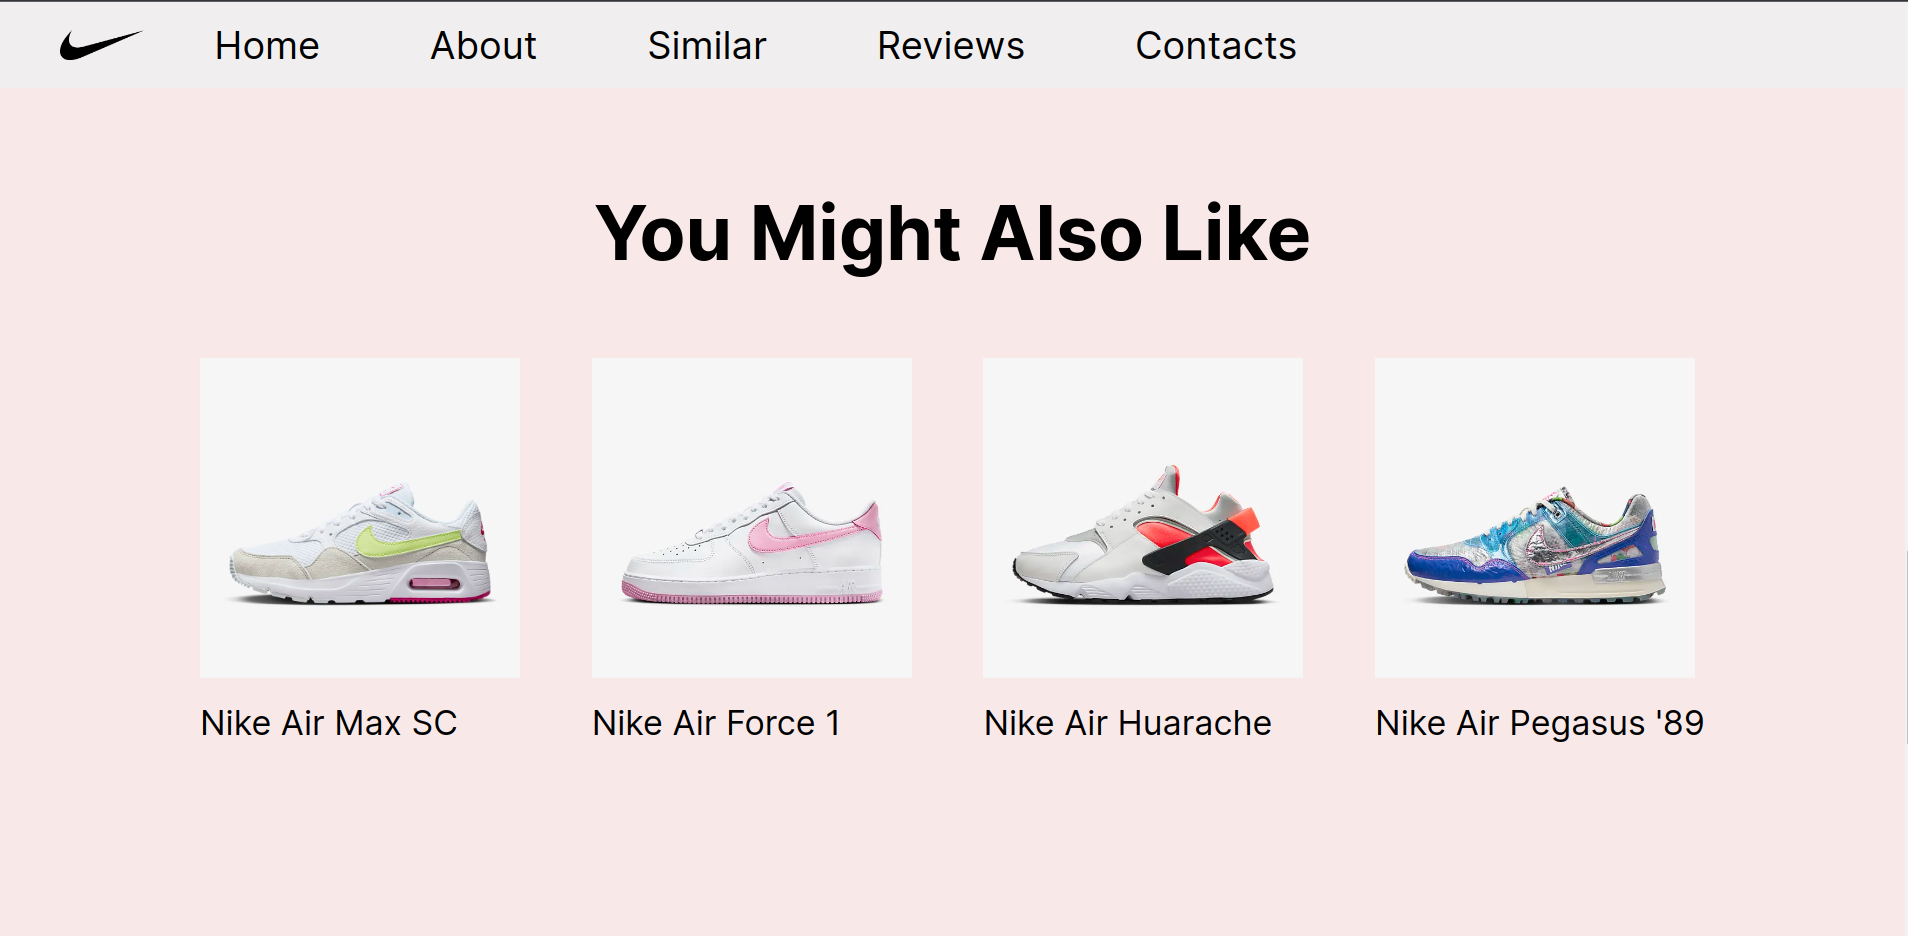 Home About Similar Reviews Contacts
You Might Also Like
Nike Air Max SC
Nike Air Force 1
Nike Air Huarache
Nike Air Pegasus '89